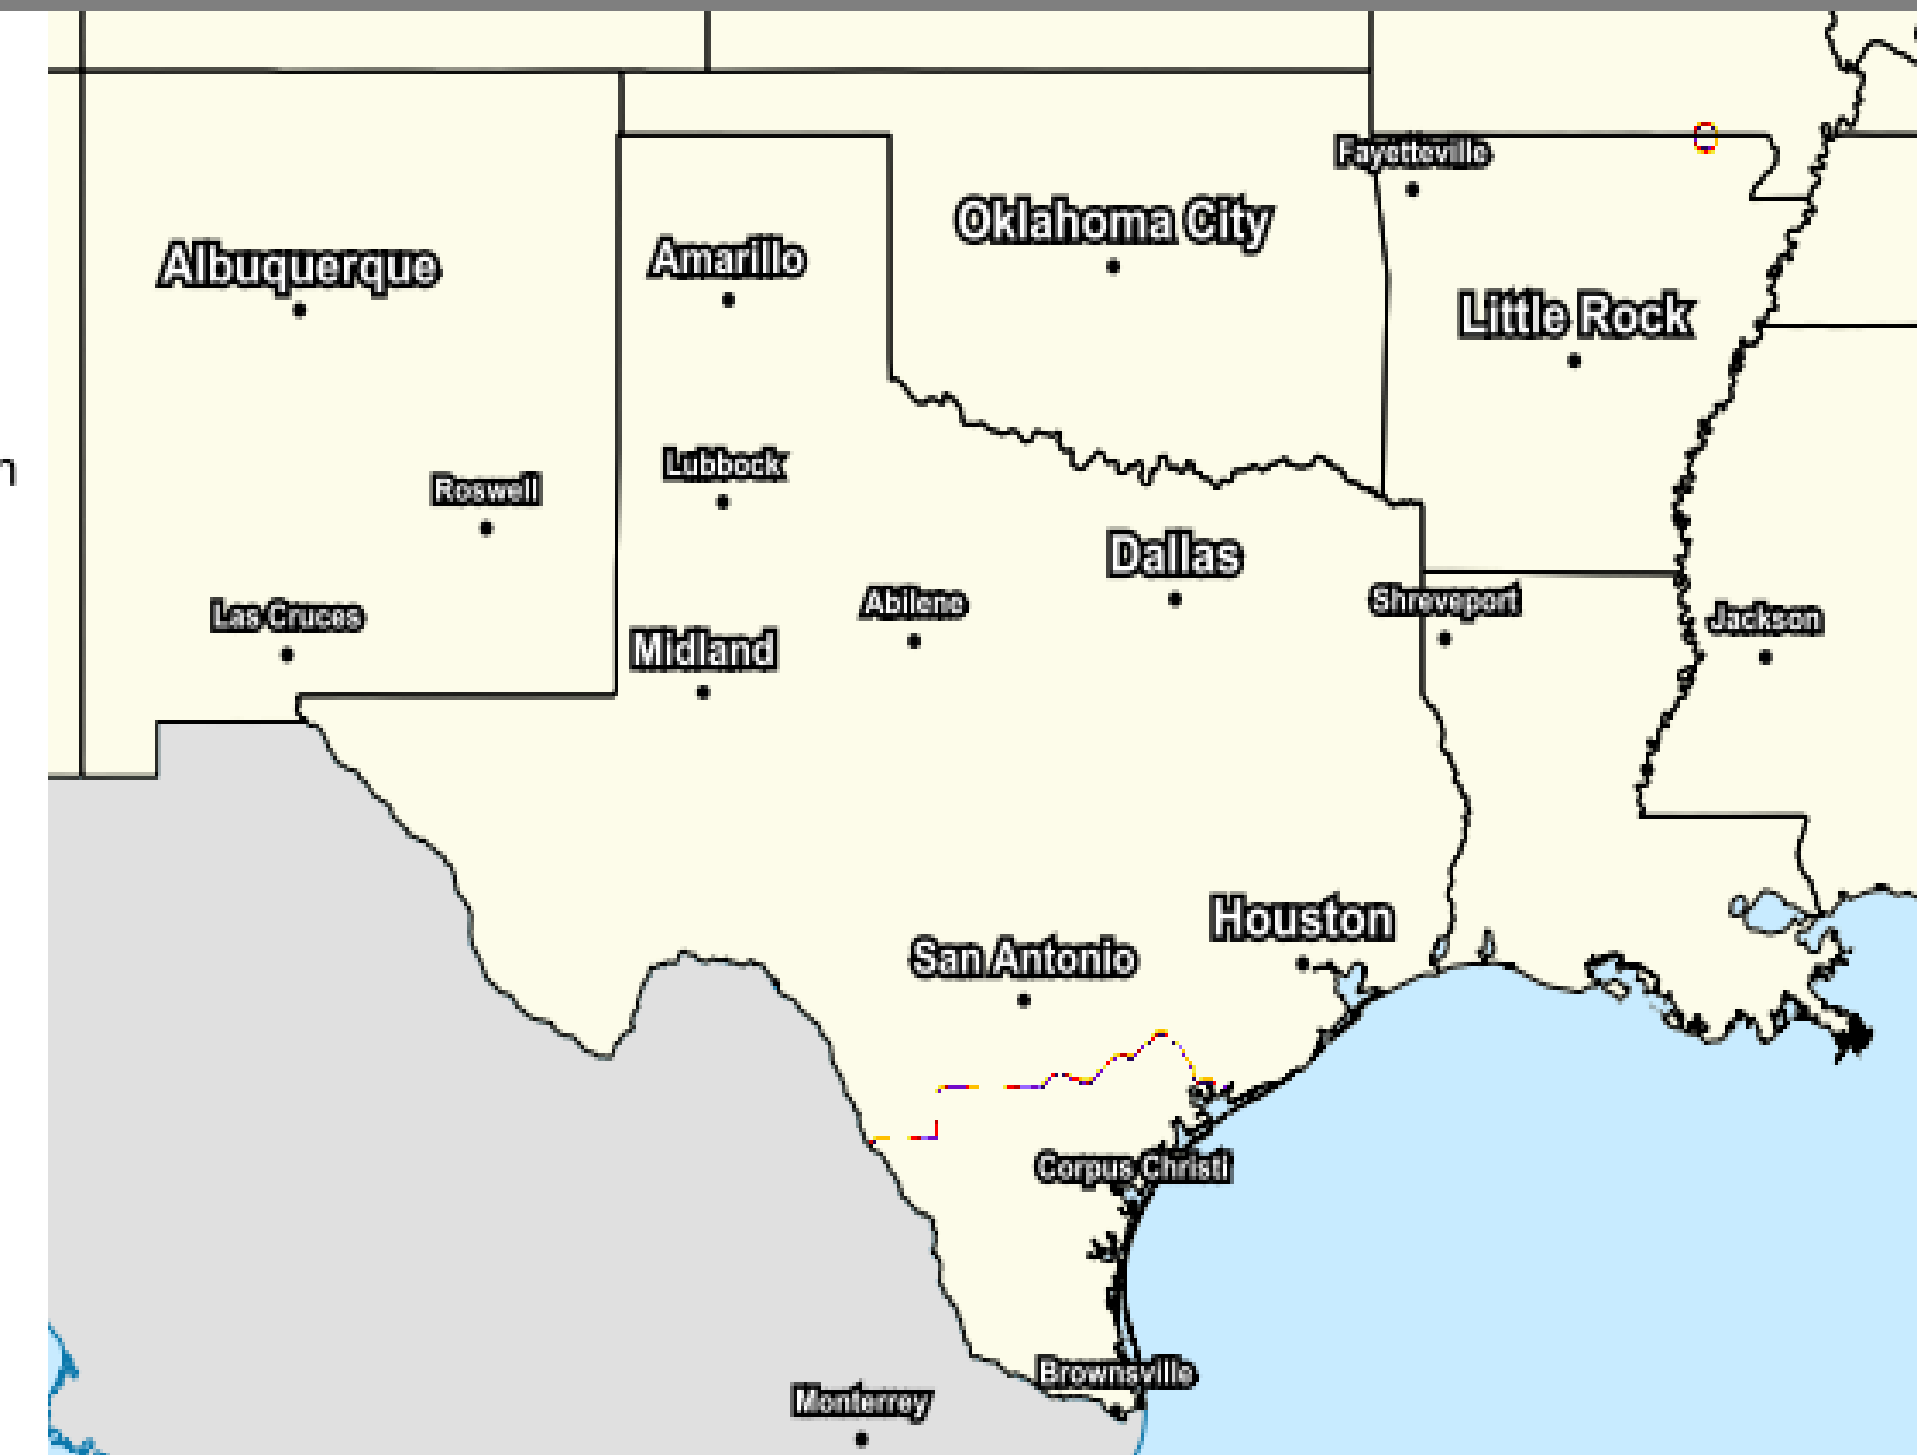 Fayetteville
Oklahoma City
Albuquerque
Amarillo
Little Rock
Lubbock
Roswell
Dallas
Abilene
Shreveport
Las Cruces
Jackson
Midland
Houston
San Antonio
Corpus Christi
Brownsville
Monterrey